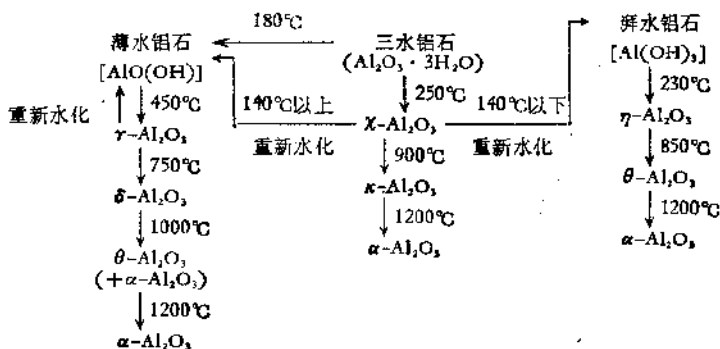 180℃
薄水铝石 三水铝石 湃水铝石
[AlO(OH)] (Al₂O₃·3H₂O) [Al(OH)₃]
重新水化 450℃ 140℃以上 250℃ 140℃以下 230℃
γ-Al₂O₃ 重新水化 χ-Al₂O₃ 重新水化 η-Al₂O₃
750℃ 900℃ 850℃
δ-Al₂O₃ κ-Al₂O₃ θ-Al₂O₃
1000℃ 1200℃ 1200℃
θ-Al₂O₃ α-Al₂O₃ α-Al₂O₃
(+α-Al₂O₃)
1200℃
α-Al₂O₃